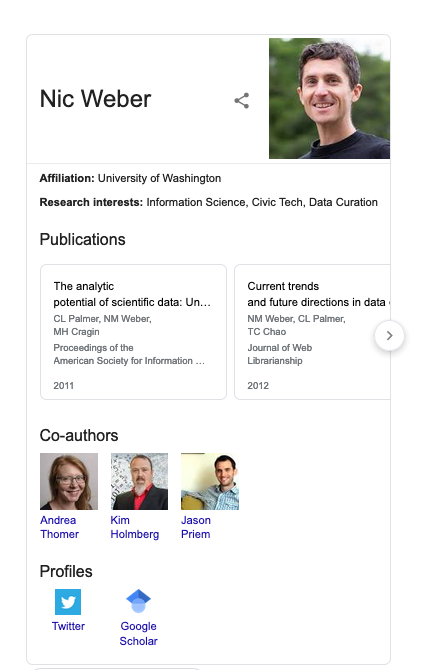 Nic Weber
Affiliation: University of Washington
Research interests: Information Science, Civic Tech, Data Curation
Publications
The analytic
potential of scientific data: Un…
CL Palmer, NM Weber,
MH Cragin
Proceedings of the
American Society for Information …
2011
Current trends
and future directions in data
NM Weber, CL Palmer,
TC Chao
Journal of Web
Librarianship
2012
Co-authors
Andrea
Thomer
Kim
Holmberg
Jason
Priem
Profiles
Twitter
Google
Scholar